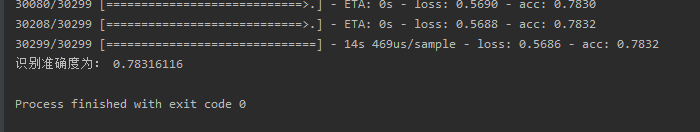 30080/30299 [============================>.] - ETA: 0s - loss: 0.5690 - acc: 0.7830
30208/30299 [============================>.] - ETA: 0s - loss: 0.5688 - acc: 0.7832
30299/30299 [==============================] - 14s 469us/sample - loss: 0.5686 - acc: 0.7832
识别准确度为: 0.78316116
Process finished with exit code 0